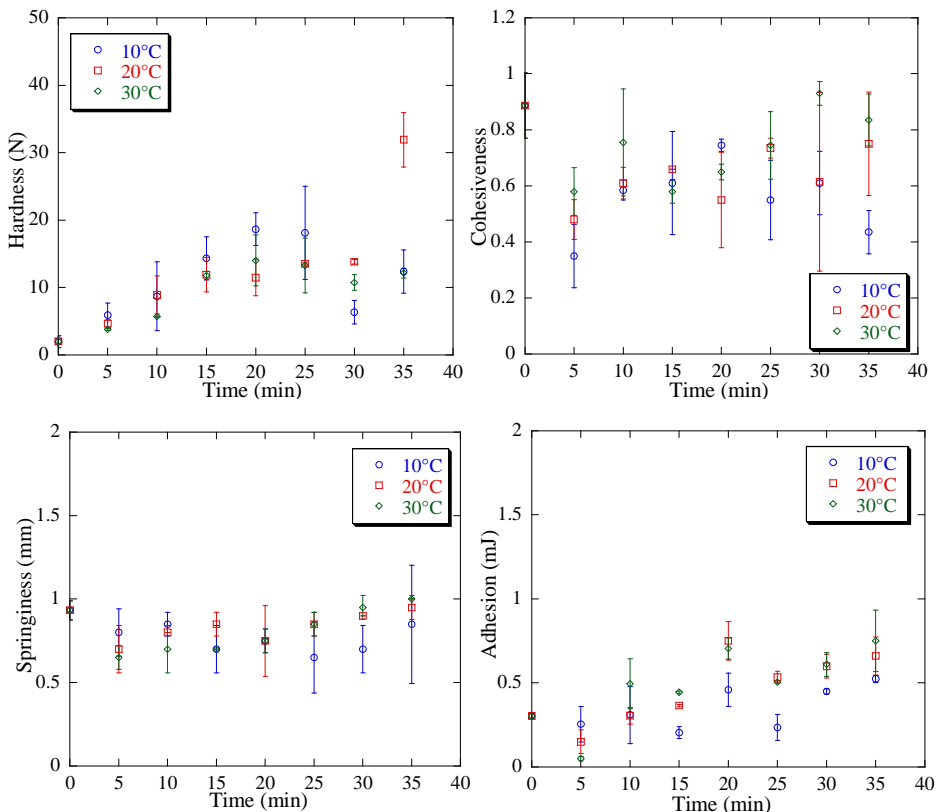 50
40
30
20
10
0
Hardness (N)
10°C
20°C
30°C
0 5 10 15 20 25 30 35 40
Time (min)
1.2
1
0.8
0.6
0.4
0.2
0
Cohesiveness
10°C
20°C
30°C
0 5 10 15 20 25 30 35 40
Time (min)
2
1.5
1
0.5
0
Springiness (mm)
10°C
20°C
30°C
0 5 10 15 20 25 30 35 40
Time (min)
2
1.5
1
0.5
0
Adhesion (mJ)
10°C
20°C
30°C
0 5 10 15 20 25 30 35 40
Time (min)